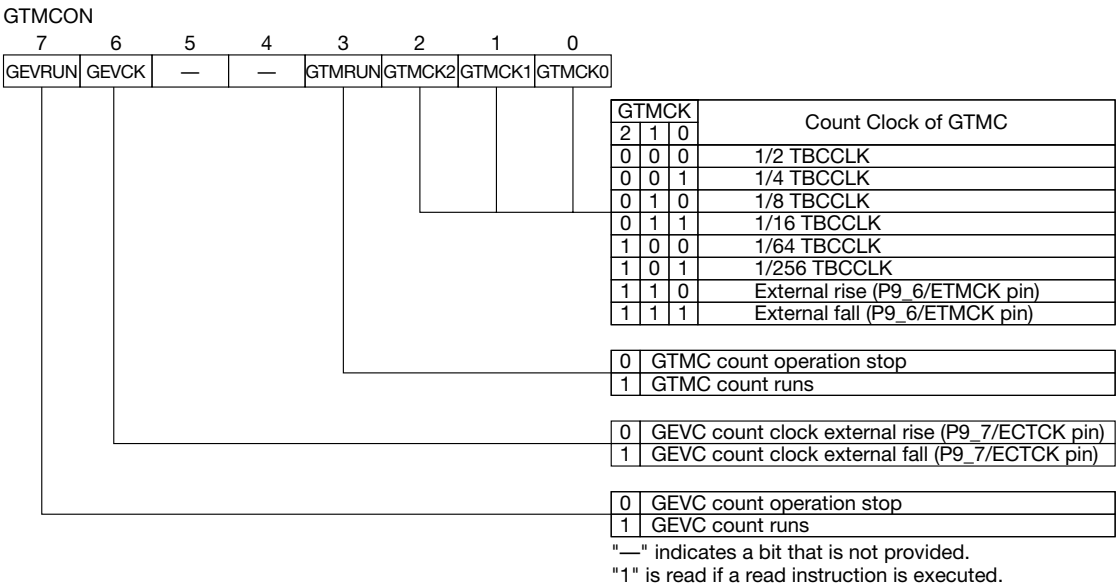 GTMCON
7 6 5 4 3 2 1 0
GEVRUN GEVCK — — GTMRUN GTMCK2 GTMCK1 GTMCK0
GTMCK Count Clock of GTMC
2 1 0
0 0 0 1/2 TBCCLK
0 0 1 1/4 TBCCLK
0 1 0 1/8 TBCCLK
0 1 1 1/16 TBCCLK
1 0 0 1/64 TBCCLK
1 0 1 1/256 TBCCLK
1 1 0 External rise (P9_6/ETMCK pin)
1 1 1 External fall (P9_6/ETMCK pin)
0 GTMC count operation stop
1 GTMC count runs
0 GEVC count clock external rise (P9_7/ECTCK pin)
1 GEVC count clock external fall (P9_7/ECTCK pin)
0 GEVC count operation stop
1 GEVC count runs
"—" indicates a bit that is not provided.
"1" is read if a read instruction is executed.